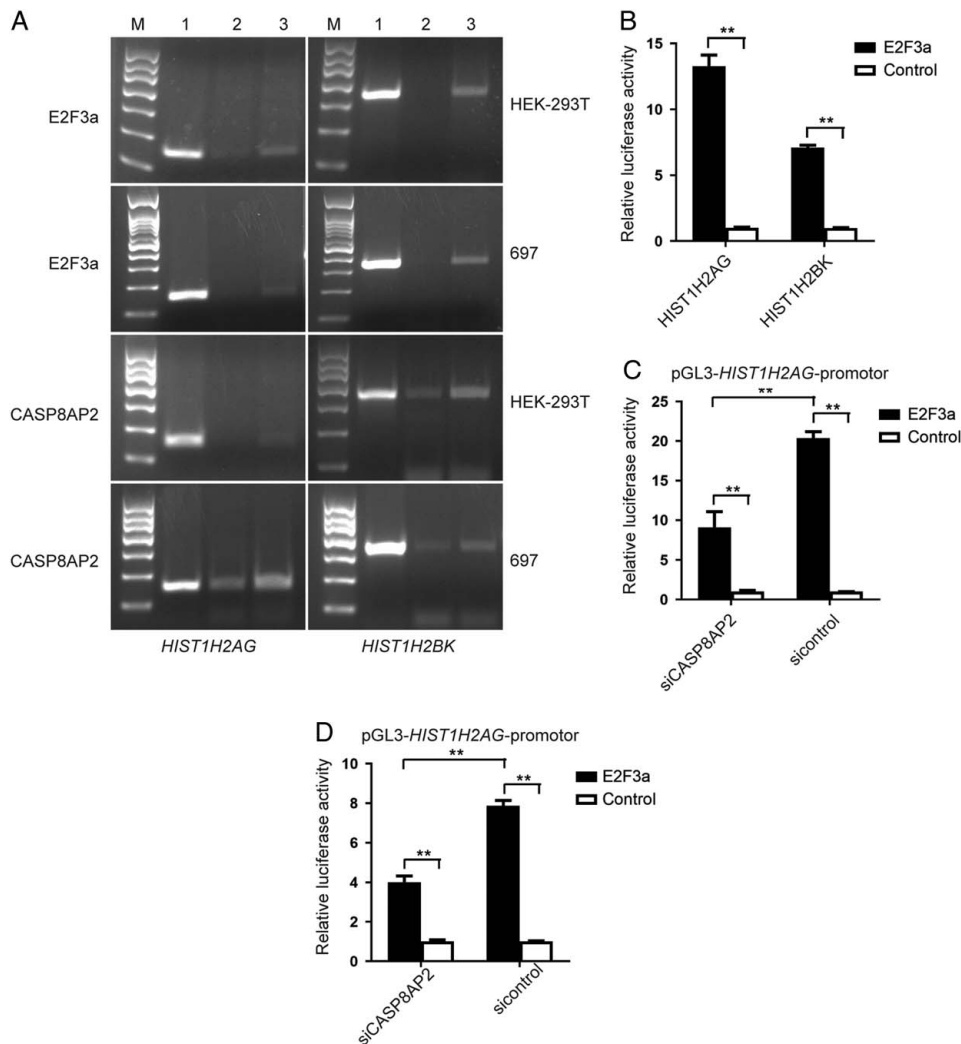 A
M 1 2 3 M 1 2 3
E2F3a
HEK-293T
E2F3a
697
CASP8AP2
HEK-293T
CASP8AP2
697
HIST1H2AG HIST1H2BK
B
Relative luciferase activity
15
10
5
0
**
**
E2F3a
Control
HIST1H2AG
HIST1H2BK
C
pGL3-HIST1H2AG-promotor
Relative luciferase activity
25
20
15
10
5
0
**
**
**
E2F3a
Control
siCASP8AP2
sicontrol
D
pGL3-HIST1H2AG-promotor
Relative luciferase activity
10
8
6
4
2
0
**
**
**
E2F3a
Control
siCASP8AP2
sicontrol